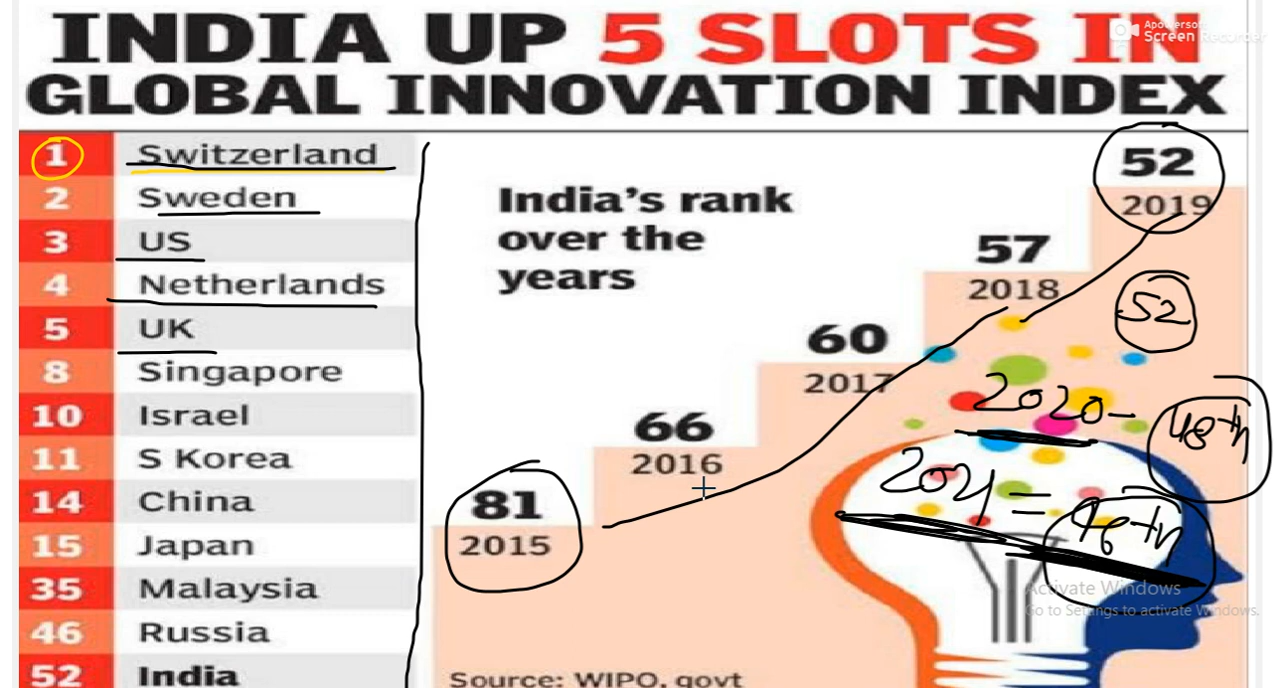 INDIA UP 5 SLOTS IN
GLOBAL INNOVATION INDEX
Apowersoft
Screen Recorder
1 Switzerland
2 Sweden
3 US
4 Netherlands
5 UK
8 Singapore
10 Israel
11 S Korea
14 China
15 Japan
35 Malaysia
46 Russia
52 India
India's rank
over the
years
52
2019
57
2018
60
2017
66
2016
81
2015
52
2020- 48th
2021 = 46th
Source: WIPO, govt
Activate Windows
Go to Settings to activate Windows.